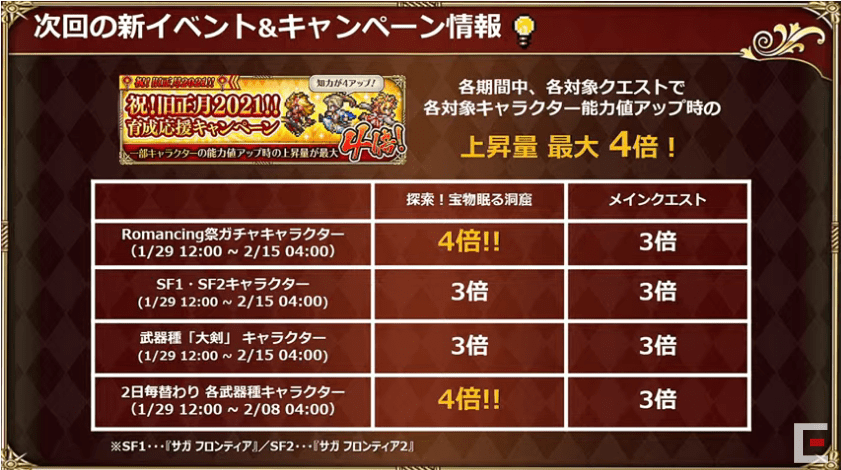 次回の新イベント&キャンペーン情報
祝!旧正月2021!!
知力が4アップ!
祝!旧正月2021!!
育成応援キャンペーン
4倍!
一部キャラクターの能力値アップ時の上昇量が最大
各期間中、各対象クエストで
各対象キャラクター能力値アップ時の
上昇量 最大 4倍！
探索！宝物眠る洞窟 メインクエスト
Romancing祭ガチャキャラクター
（1/29 12:00 ~ 2/15 04:00）
4倍!! 3倍
SF1・SF2キャラクター
(1/29 12:00 ~ 2/15 04:00)
3倍 3倍
武器種「大剣」 キャラクター
(1/29 12:00 ~ 2/15 04:00)
3倍 3倍
2日毎替わり 各武器種キャラクター
（1/29 12:00 ~ 2/08 04:00）
4倍!! 3倍
※SF1･･･『サガ フロンティア』／SF2･･･『サガ フロンティア2』